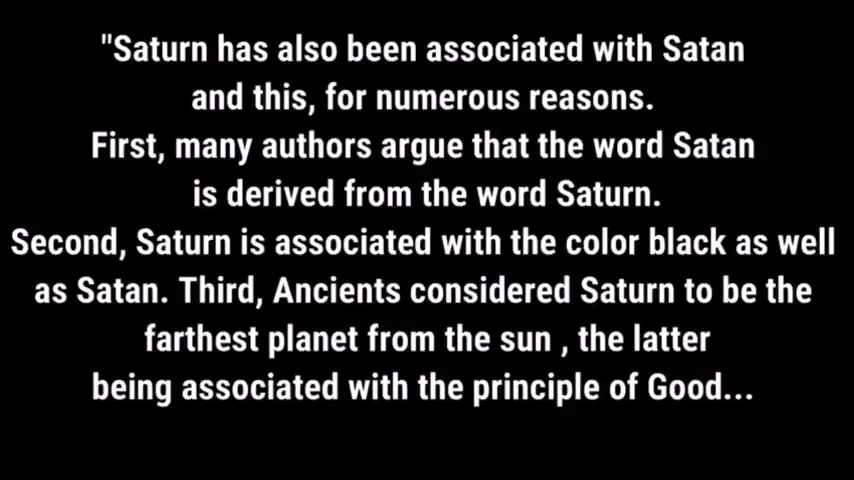 "Saturn has also been associated with Satan
and this, for numerous reasons.
First, many authors argue that the word Satan
is derived from the word Saturn.
Second, Saturn is associated with the color black as well
as Satan. Third, Ancients considered Saturn to be the
farthest planet from the sun , the latter
being associated with the principle of Good...